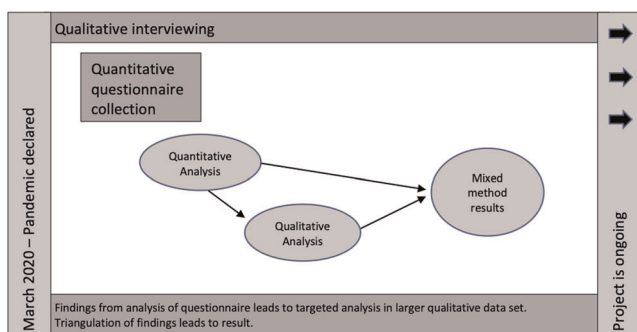 Qualitative interviewing
Quantitative
questionnaire
collection
March 2020 – Pandemic declared
Quantitative
Analysis
Qualitative
Analysis
Mixed
method
results
Project is ongoing
Findings from analysis of questionnaire leads to targeted analysis in larger qualitative data set.
Triangulation of findings leads to result.